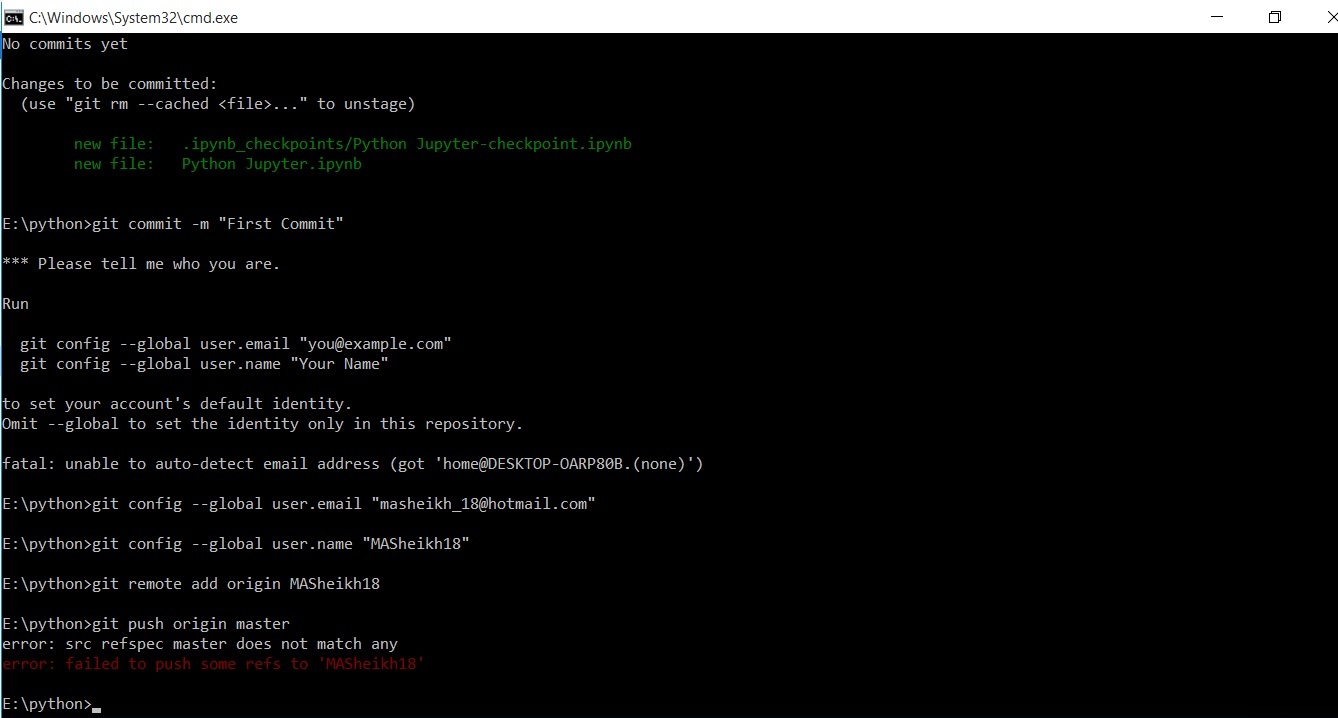 C:\Windows\System32\cmd.exe
No commits yet
Changes to be committed:
(use "git rm --cached <file>..." to unstage)
new file: .ipynb_checkpoints/Python Jupyter-checkpoint.ipynb
new file: Python Jupyter.ipynb
E:\python>git commit -m "First Commit"
*** Please tell me who you are.
Run
git config --global user.email "you@example.com"
git config --global user.name "Your Name"
to set your account's default identity.
Omit --global to set the identity only in this repository.
fatal: unable to auto-detect email address (got 'home@DESKTOP-OARP80B.(none)')
E:\python>git config --global user.email "masheikh_18@hotmail.com"
E:\python>git config --global user.name "MASheikh18"
E:\python>git remote add origin MASheikh18
E:\python>git push origin master
error: src refspec master does not match any
error: failed to push some refs to 'MASheikh18'
E:\python>